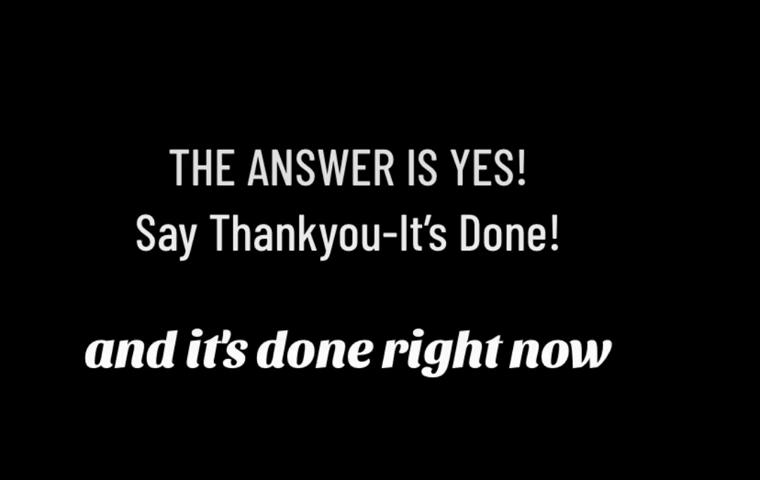 THE ANSWER IS YES!
Say Thankyou-It’s Done!
and it's done right now